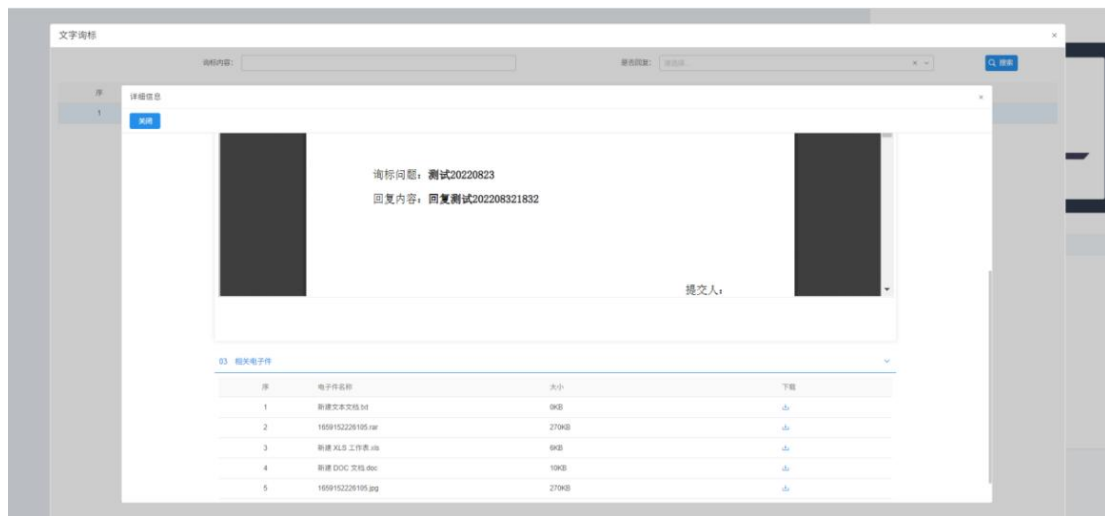 文字询标
×
询标内容：
是否回复： 请选择... ×
搜索
序
1
详细信息
×
关闭
询标问题：测试20220823
回复内容：回复测试202208321832
提交人：
03 相关电子件
序 电子件名称 大小 下载
1 新建文本文档.txt 0KB
2 1659152226105.rar 270KB
3 新建 XLS 工作表.xls 6KB
4 新建 DOC 文档.doc 10KB
5 1659152226105.jpg 270KB